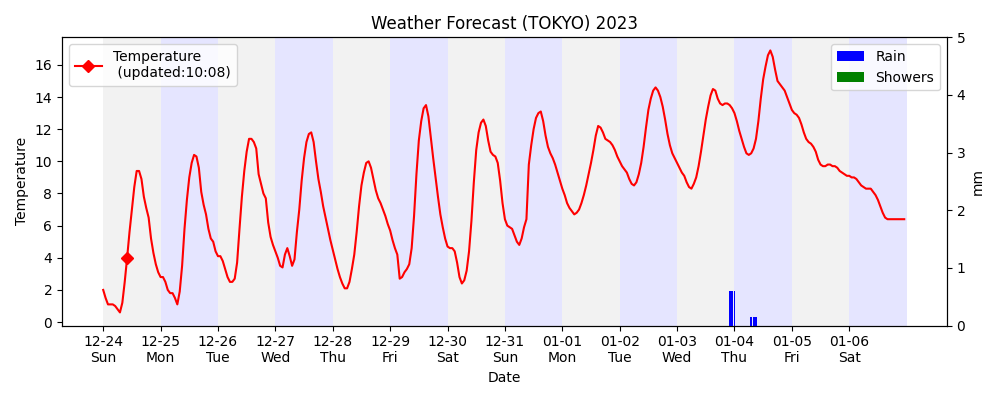 Weather Forecast (TOKYO) 2023
Temperature
(updated:10:08)
Rain
Showers
Temperature
16
14
12
10
8
6
4
2
0
5
4
3
2
1
0
mm
12-24 12-25 12-26 12-27 12-28 12-29 12-30 12-31 01-01 01-02 01-03 01-04 01-05 01-06
Sun Mon Tue Wed Thu Fri Sat Sun Mon Tue Wed Thu Fri Sat
Date